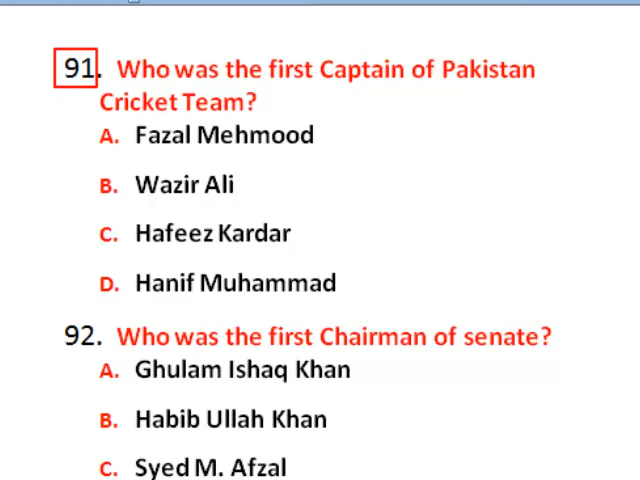 91. Who was the first Captain of Pakistan
Cricket Team?
A. Fazal Mehmood
B. Wazir Ali
C. Hafeez Kardar
D. Hanif Muhammad
92. Who was the first Chairman of senate?
A. Ghulam Ishaq Khan
B. Habib Ullah Khan
C. Syed M. Afzal